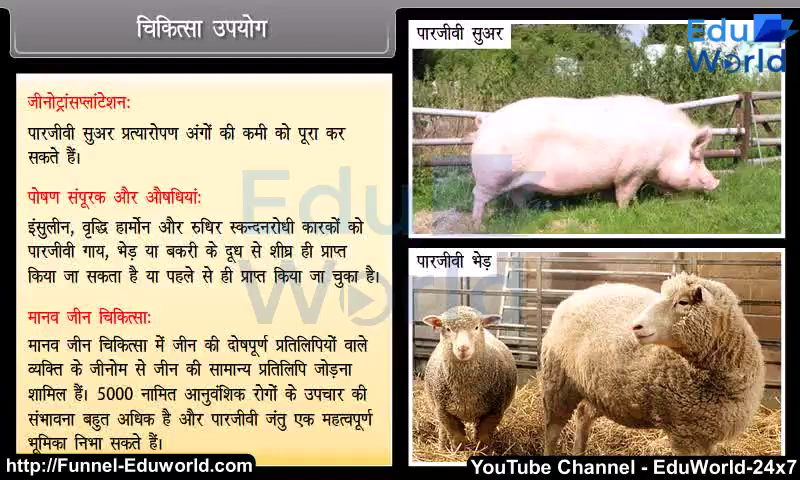 चिकित्सा उपयोग
जीनोट्रांसप्लांटेशन:
पारजीवी सुअर प्रत्यारोपण अंगों की कमी को पूरा कर
सकते हैं।
पोषण संपूरक और औषधियां:
इंसुलीन, वृद्धि हार्मोन और रुधिर स्कन्दनरोधी कारकों को
पारजीवी गाय, भेड़ या बकरी के दूध से शीघ्र ही प्राप्त
किया जा सकता है या पहले से ही प्राप्त किया जा चुका है।
मानव जीन चिकित्सा:
मानव जीन चिकित्सा में जीन की दोषपूर्ण प्रतिलिपियों वाले
व्यक्ति के जीनोम से जीन की सामान्य प्रतिलिपि जोड़ना
शामिल हैं। 5000 नामित आनुवंशिक रोगों के उपचार की
संभावना बहुत अधिक है और पारजीवी जंतु एक महत्वपूर्ण
भूमिका निभा सकते हैं।
पारजीवी सुअर
Edu
World
पारजीवी भेड़
Edu
World
http://Funnel-Eduworld.com
YouTube Channel - EduWorld-24x7